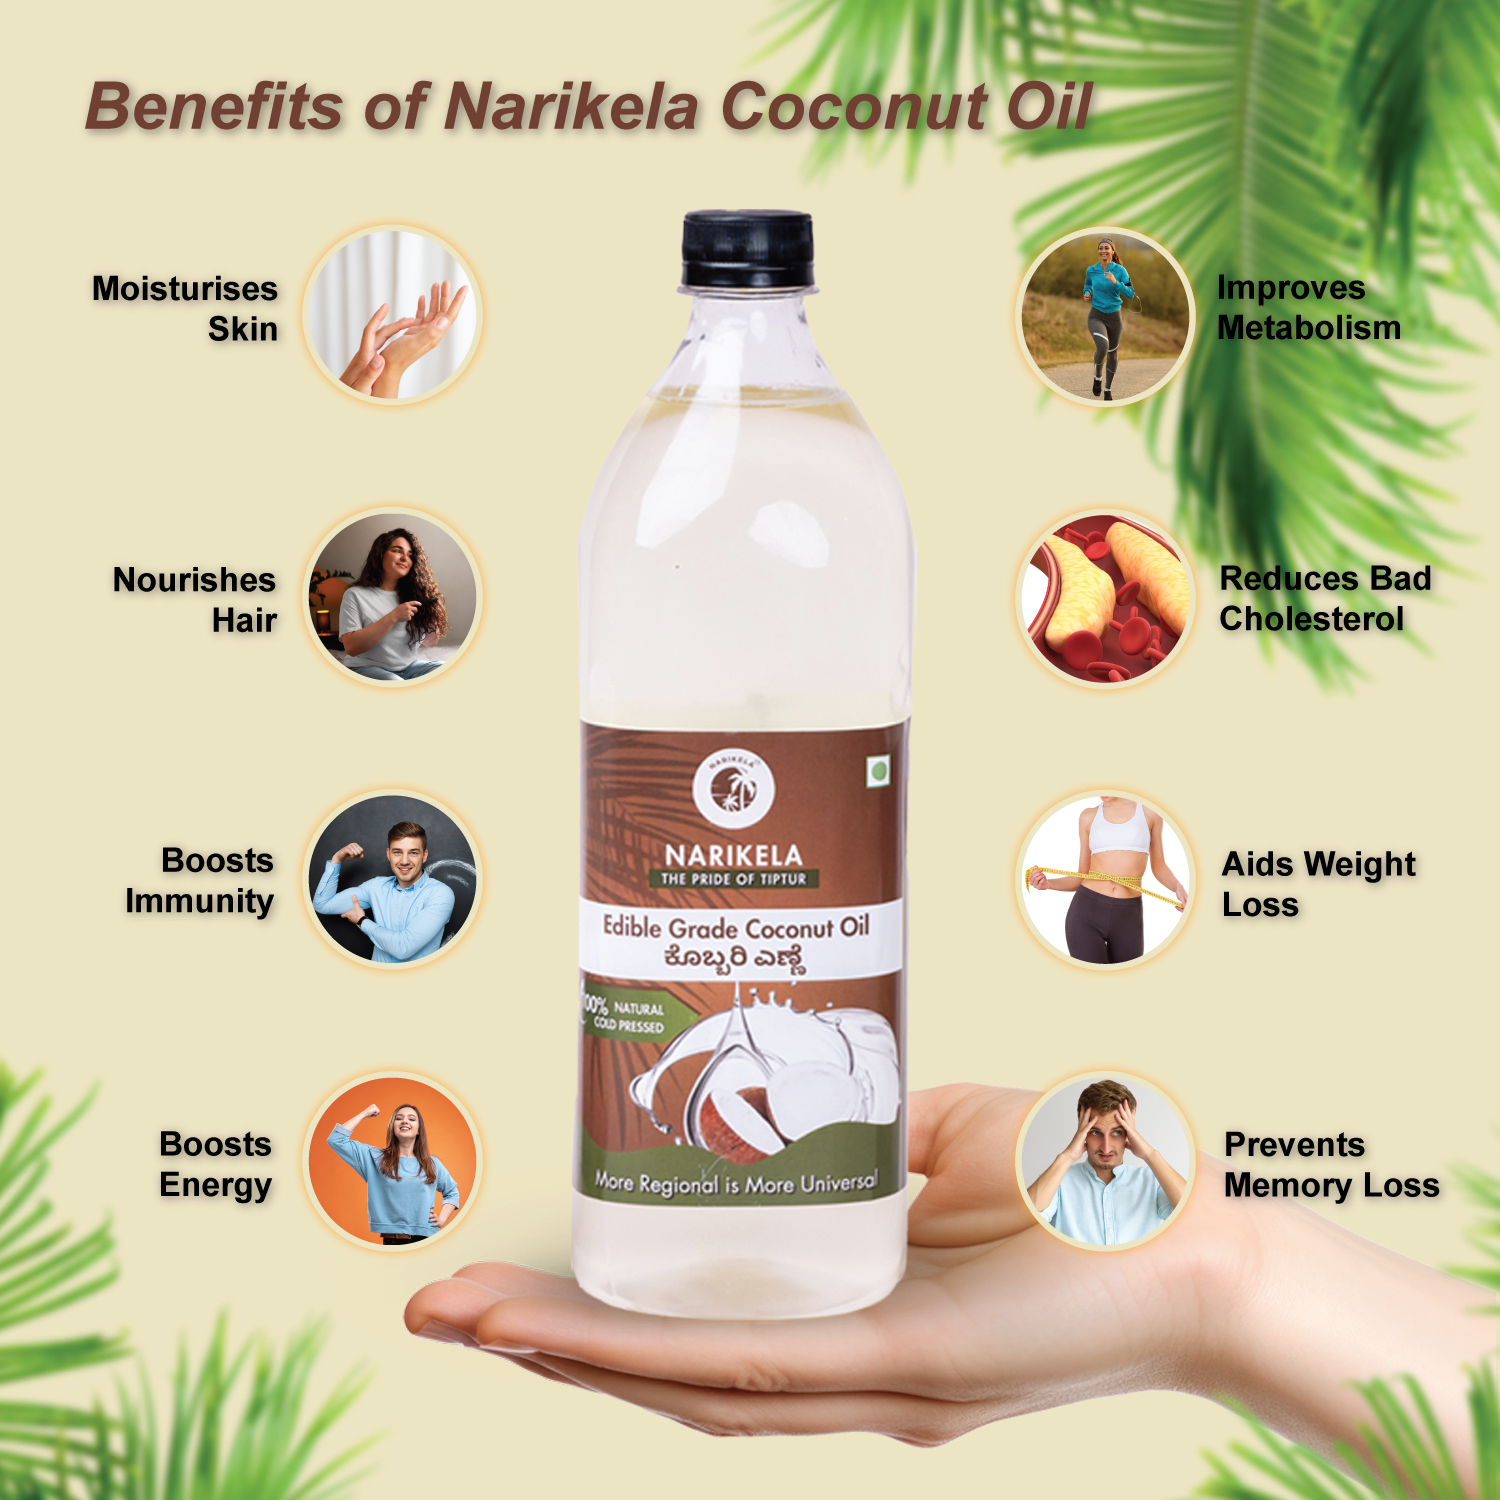 Benefits of Narikela Coconut Oil
Moisturises
Skin
Improves
Metabolism
Nourishes
Hair
Reduces Bad
Cholesterol
Boosts
Immunity
Aids Weight
Loss
Boosts
Energy
Prevents
Memory Loss
NARIKELA
NARIKELA
THE PRIDE OF TIPTUR
Edible Grade Coconut Oil
ಕೊಬ್ಬರಿ ಎಣ್ಣೆ
100% NATURAL
COLD PRESSED
More Regional is More Universal